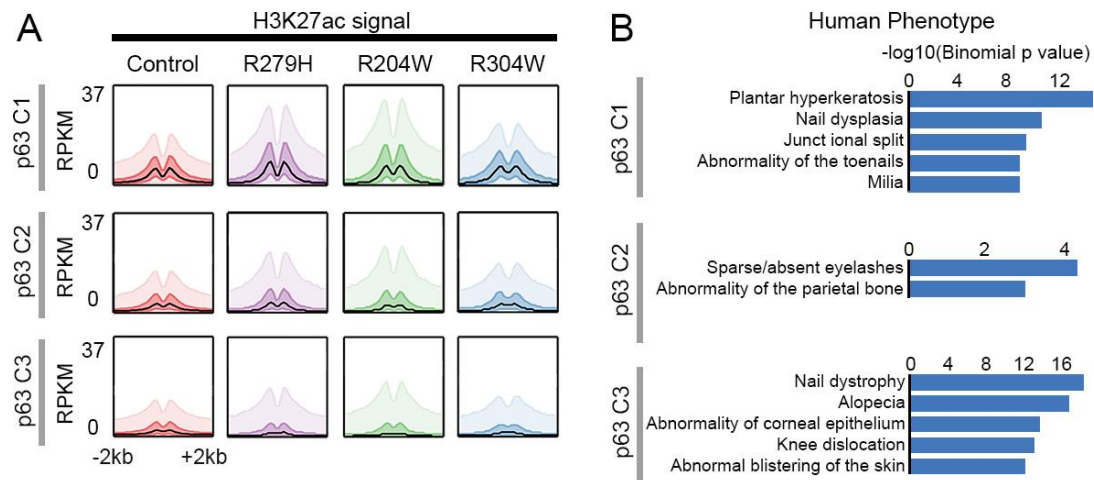 A
H3K27ac signal
Control R279H R204W R304W
p63 C1
RPKM
37
0
p63 C2
RPKM
37
0
p63 C3
RPKM
37
0
-2kb +2kb
B
Human Phenotype
-log10(Binomial p value)
0 4 8 12
p63 C1
Plantar hyperkeratosis
Nail dysplasia
Junct ional split
Abnormality of the toenails
Milia
0 2 4
p63 C2
Sparse/absent eyelashes
Abnormality of the parietal bone
0 4 8 12 16
p63 C3
Nail dystrophy
Alopecia
Abnormality of corneal epithelium
Knee dislocation
Abnormal blistering of the skin